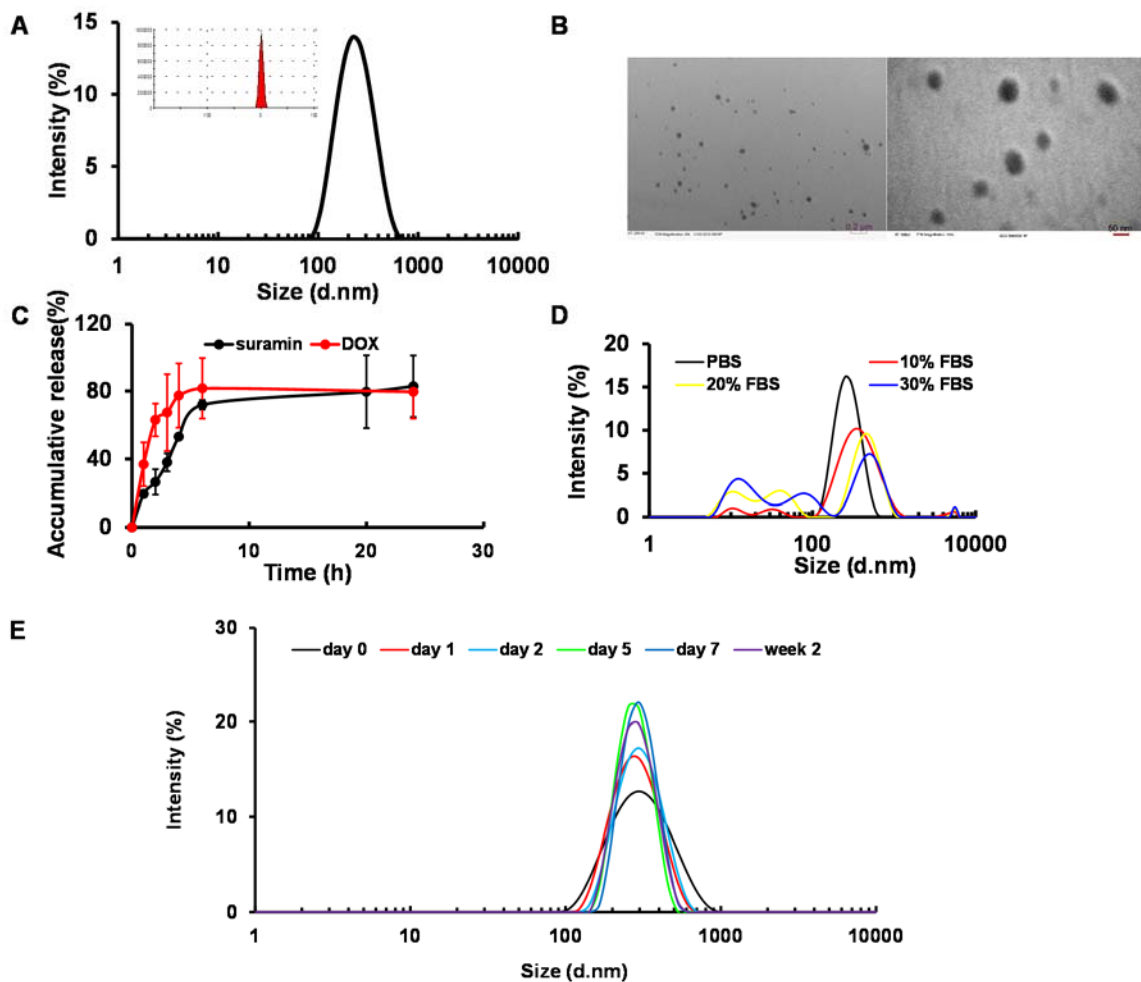 A
15
10
5
0
Intensity (%)
1 10 100 1000 10000
Size (d.nm)
B
0.2 µm
50 nm
C
120
80
40
0
Accumulative release(%)
suramin DOX
0 10 20 30
Time (h)
D
20
15
10
5
0
Intensity (%)
PBS 10% FBS
20% FBS 30% FBS
1 100 10000
Size (d.nm)
E
30
20
10
0
Intensity (%)
day 0 day 1 day 2 day 5 day 7 week 2
1 10 100 1000 10000
Size (d.nm)